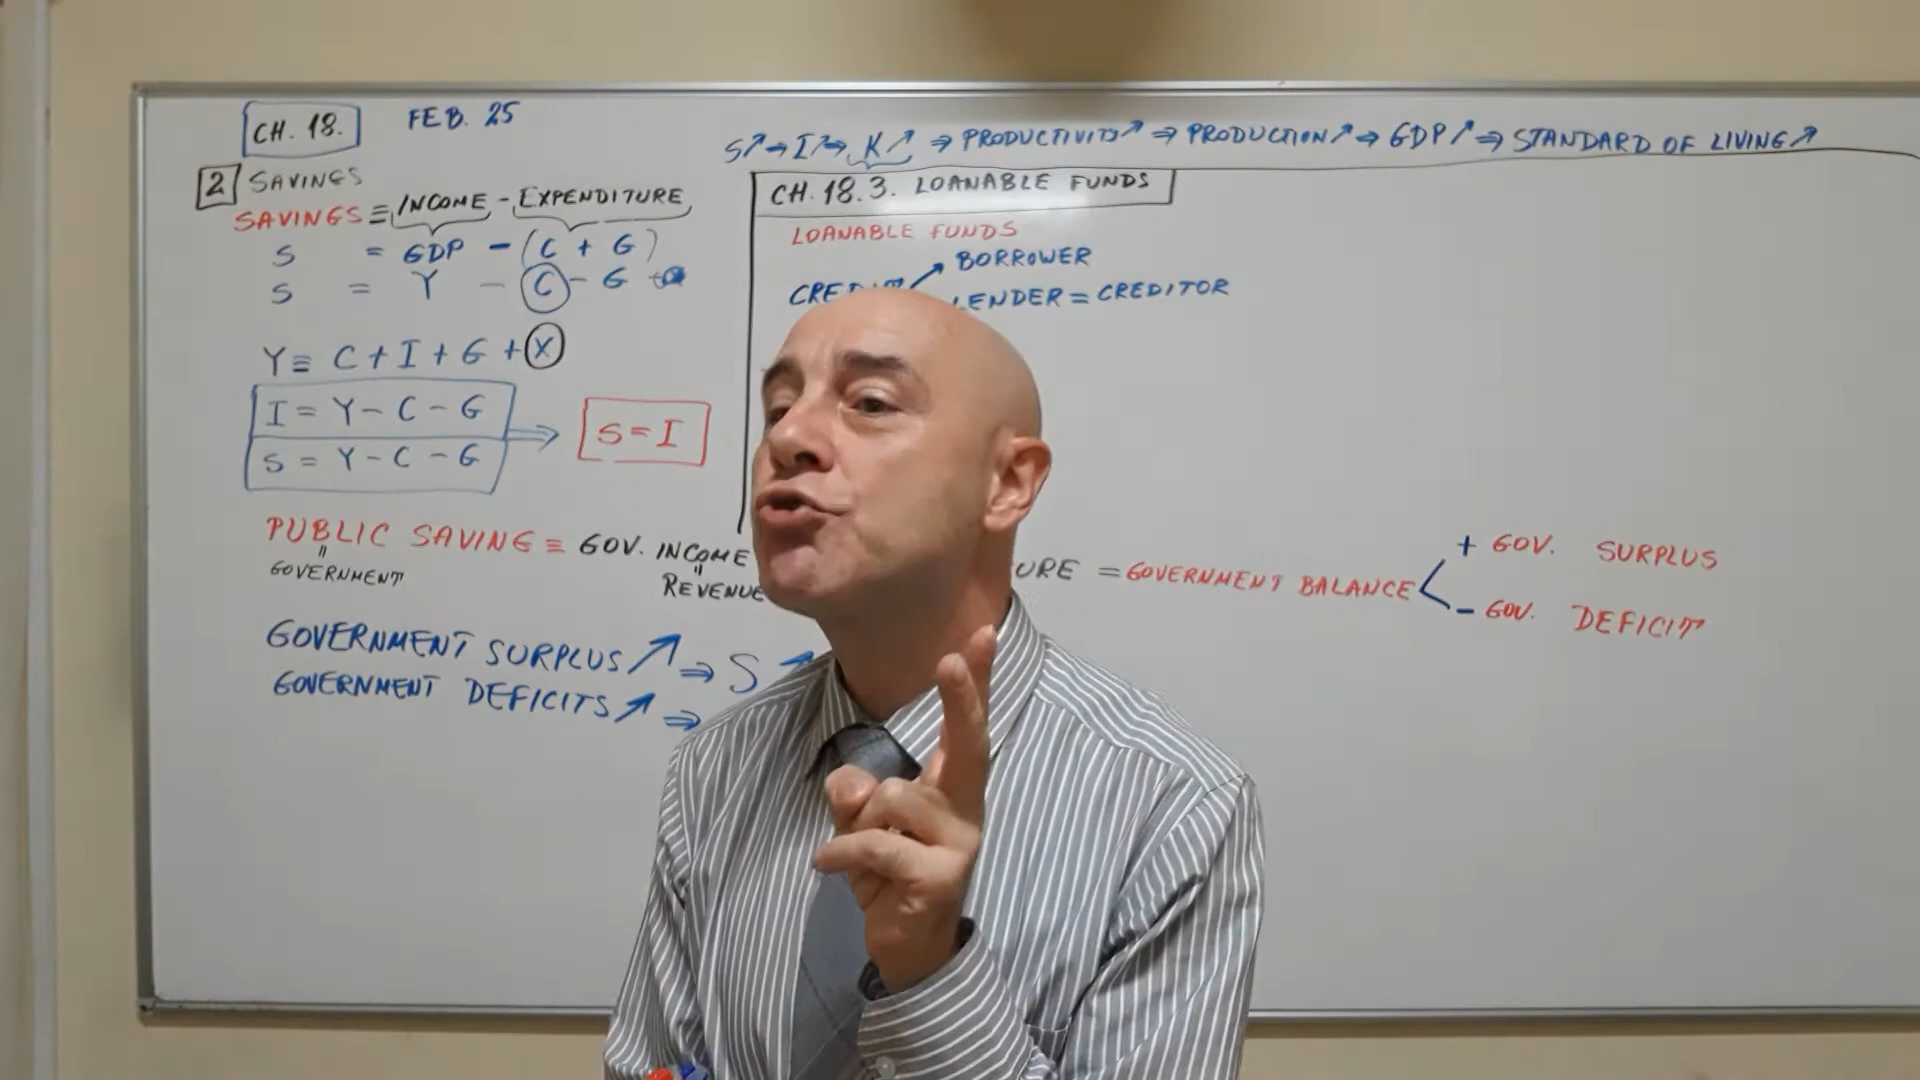 CH. 18.
FEB. 25
S↗ ⇒ I↗ ⇒ K↗ ⇒ PRODUCTIVITY↗ ⇒ PRODUCTION↗ ⇒ GDP↗ ⇒ STANDARD OF LIVING↗
2 SAVINGS
SAVINGS ≡ INCOME - EXPENDITURE
S = GDP - (C + G)
S = Y - C - G
Y ≡ C + I + G + X
I = Y - C - G
S = Y - C - G
⇒ S = I
CH. 18.3. LOANABLE FUNDS
LOANABLE FUNDS
BORROWER
LENDER = CREDITOR
PUBLIC SAVING ≡ GOV. INCOME
= GOVERNMENT BALANCE
"
GOVERNMENT
"
REVENUE
+ GOV. SURPLUS
- GOV. DEFICIT
GOVERNMENT SURPLUS ↗ ⇒ S ↗
GOVERNMENT DEFICITS ↗ ⇒